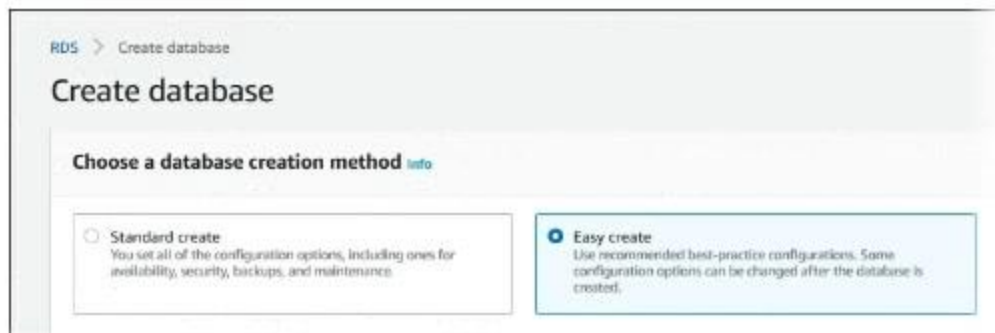 RDS > Create database
Create database
Choose a database creation method Info
Standard create
You set all of the configuration options, including ones for
availability, security, backups, and maintenance.
Easy create
Use recommended best-practice configurations. Some
configuration options can be changed after the database is
created.